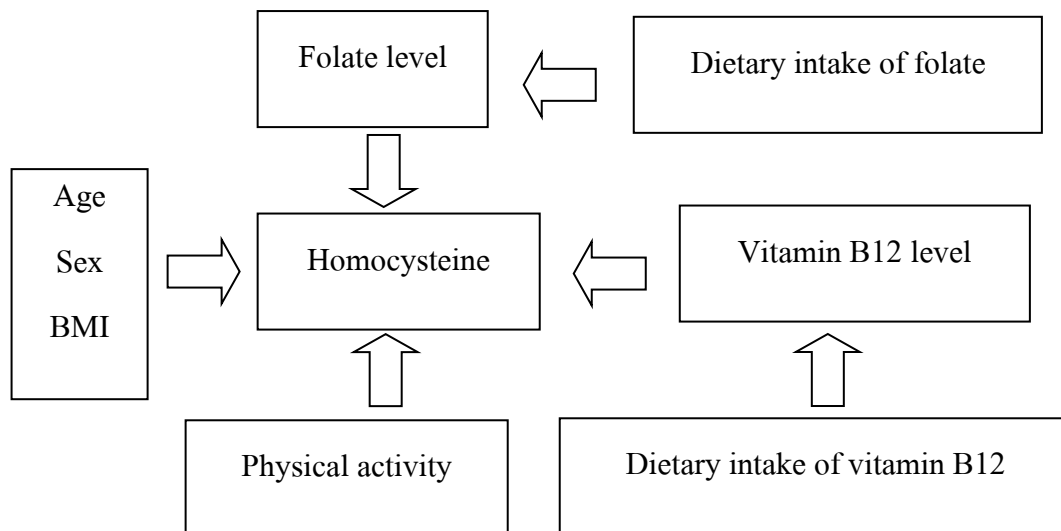 Folate level
Dietary intake of folate
Age
Sex
BMI
Homocysteine
Vitamin B12 level
Physical activity
Dietary intake of vitamin B12